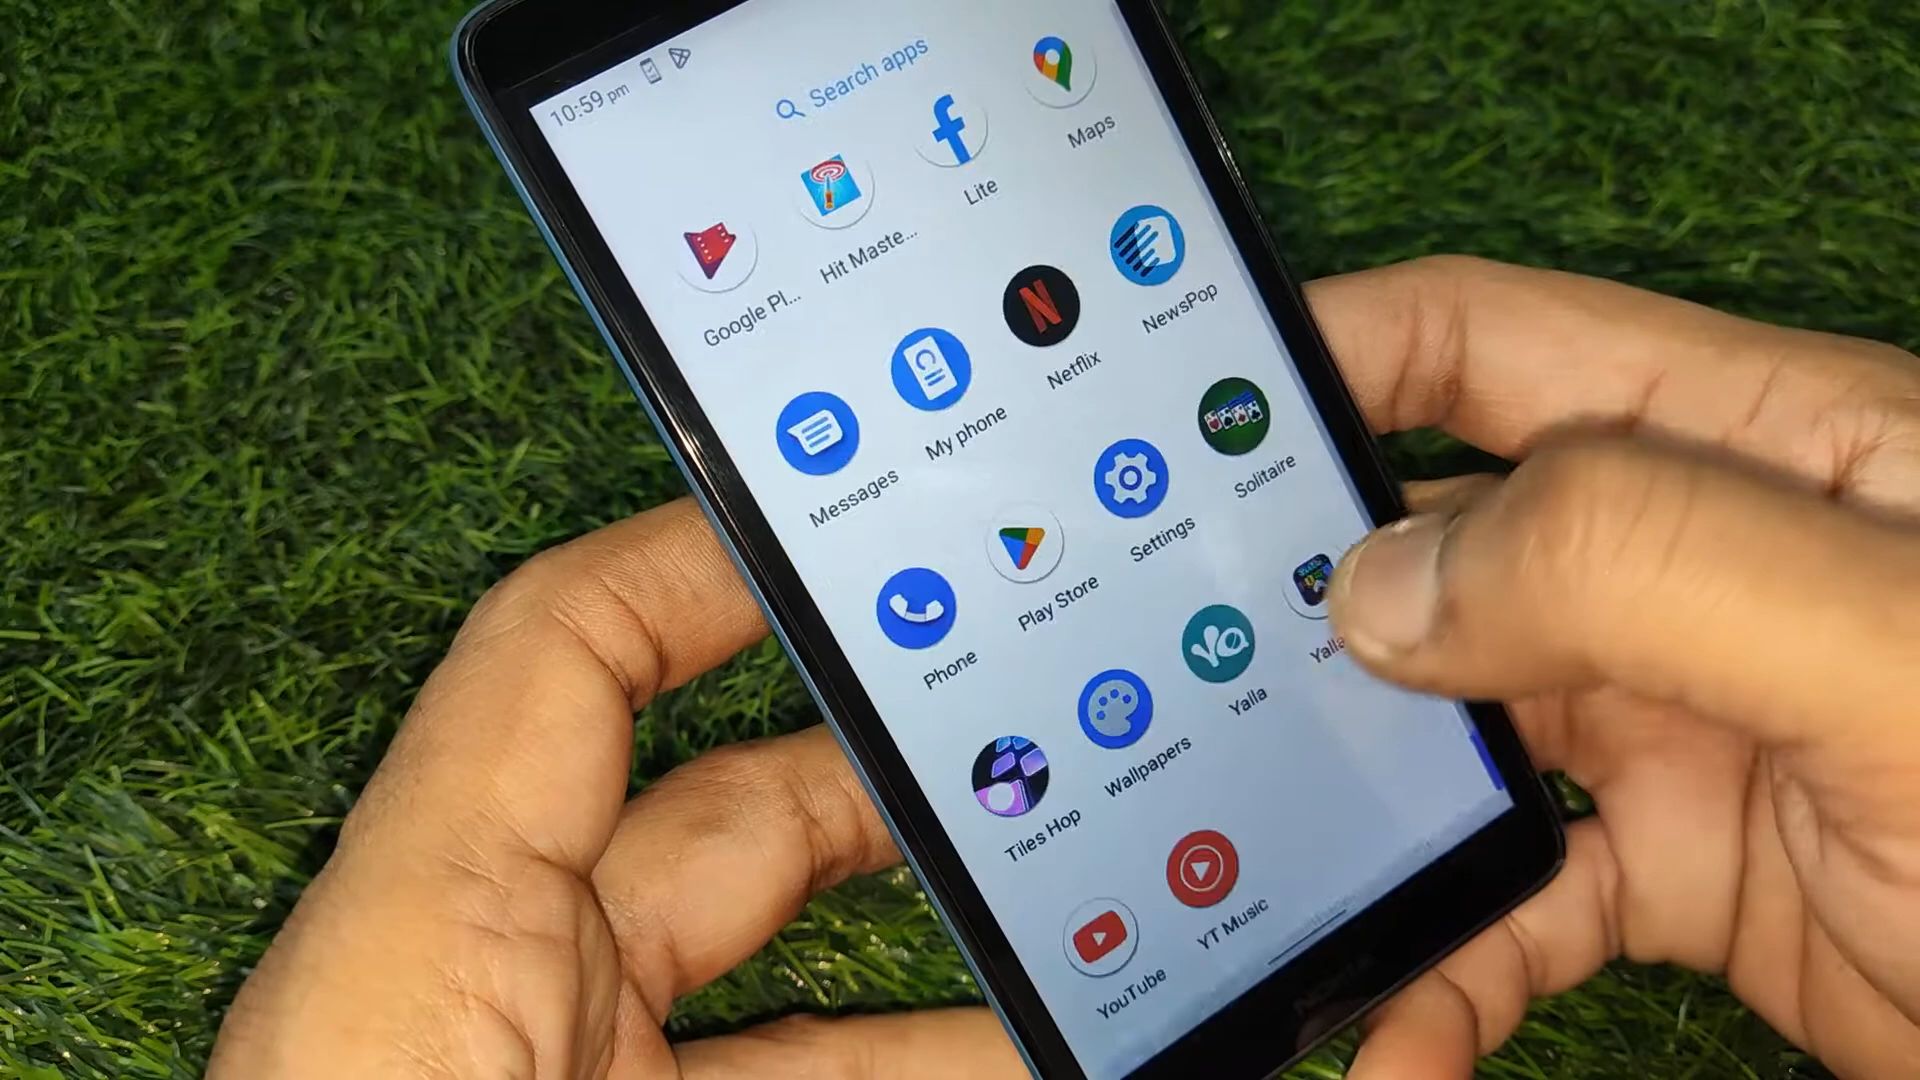 10:59 pm
Search apps
Google Pl...
Hit Maste...
Lite
Maps
Messages
My phone
Netflix
NewsPop
Phone
Play Store
Settings
Solitaire
Tiles Hop
Wallpapers
Yalla
Yalla
YouTube
YT Music
NOKIA